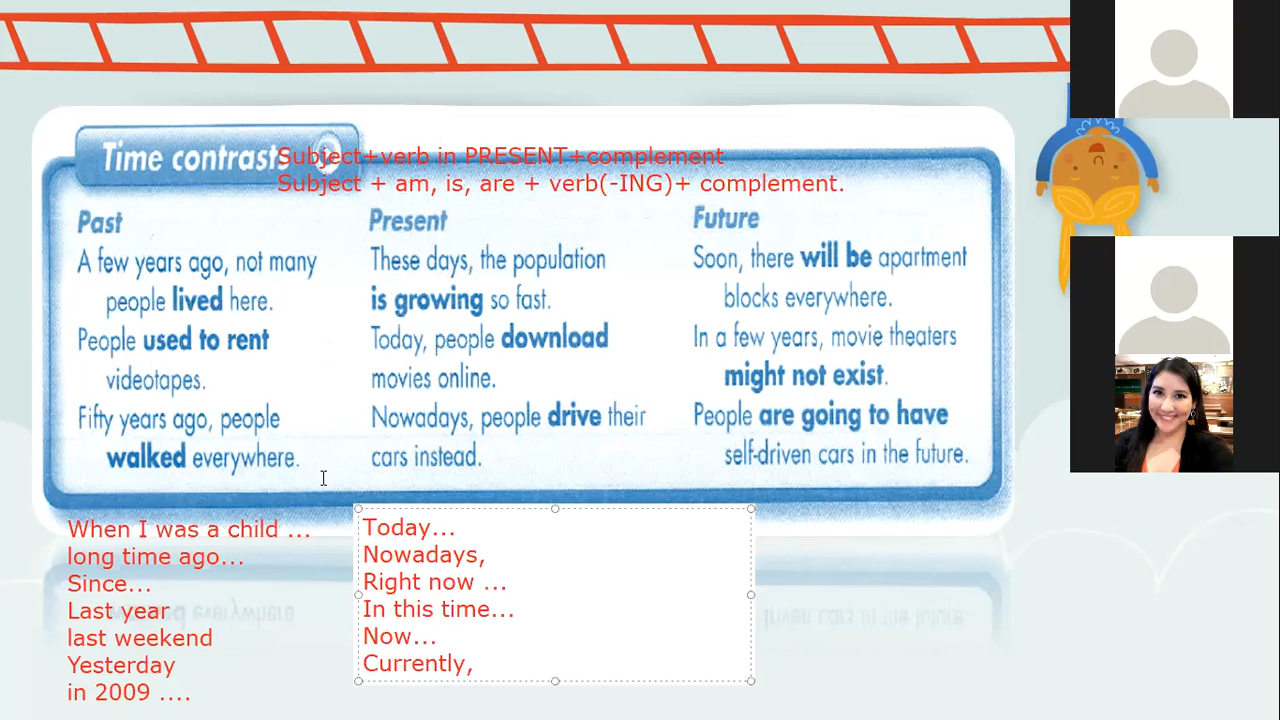 Time contrasts
Subject+verb in PRESENT+complement
Subject + am, is, are + verb(-ING)+ complement.
Past
A few years ago, not many
people lived here.
People used to rent
videotapes.
Fifty years ago, people
walked everywhere.
Present
These days, the population
is growing so fast.
Today, people download
movies online.
Nowadays, people drive their
cars instead.
Future
Soon, there will be apartment
blocks everywhere.
In a few years, movie theaters
might not exist.
People are going to have
self-driven cars in the future.
When I was a child ...
long time ago...
Since...
Last year
last weekend
Yesterday
in 2009 ....
Today...
Nowadays,
Right now ...
In this time...
Now...
Currently,